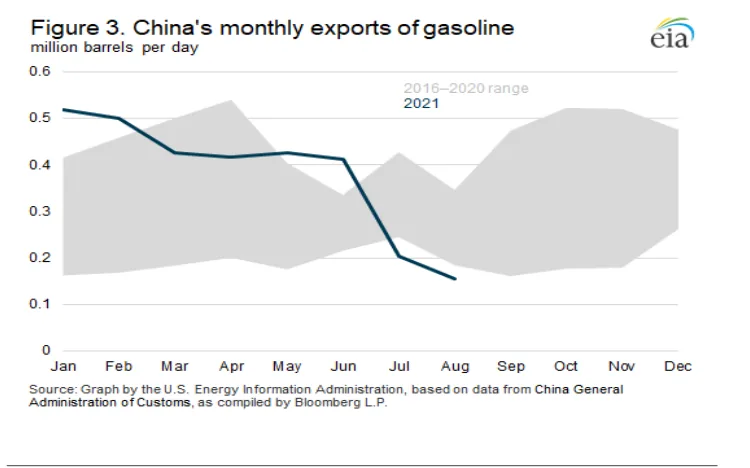 Figure 3. China's monthly exports of gasoline
million barrels per day
eia
0.6
2016–2020 range
2021
0.5
0.4
0.3
0.2
0.1
0
Jan Feb Mar Apr May Jun Jul Aug Sep Oct Nov Dec
Source: Graph by the U.S. Energy Information Administration, based on data from China General
Administration of Customs, as compiled by Bloomberg L.P.